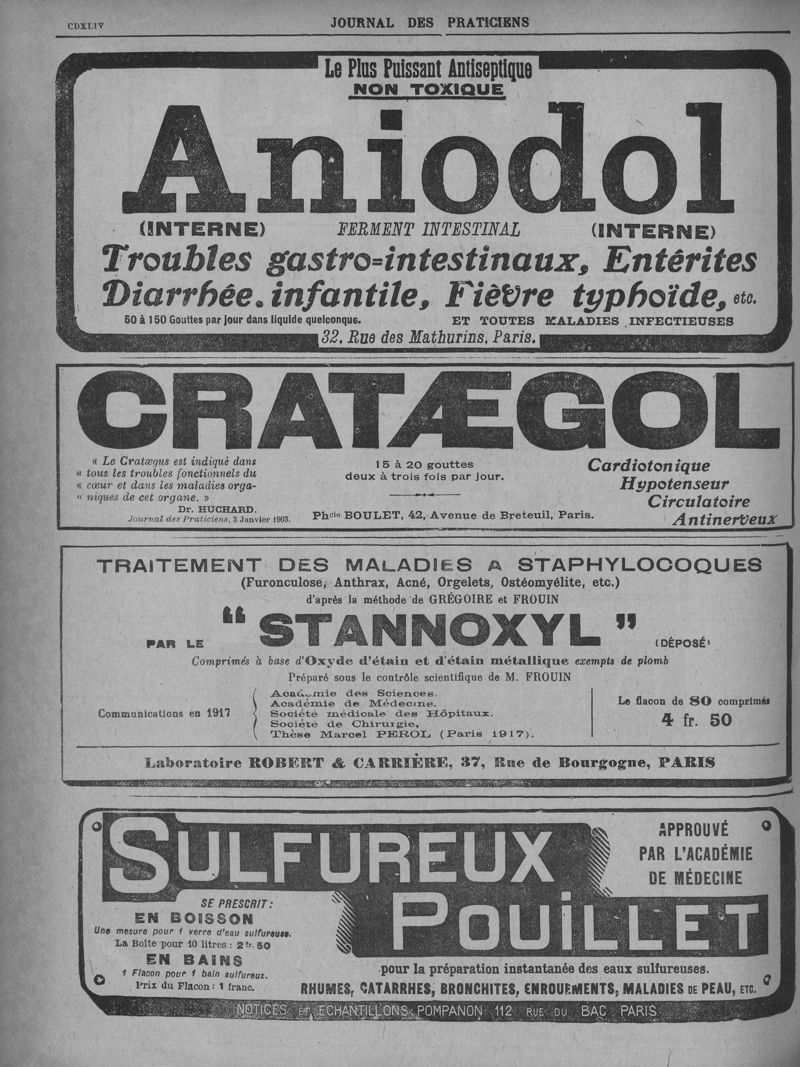 CDXLIV
JOURNAL DES PRATICIENS
Le Plus Puissant Antiseptique
NON TOXIQUE
Aniodol
(INTERNE) FERMENT INTESTINAL (INTERNE)
Troubles gastro=intestinaux, Entérites
Diarrhée infantile, Fièvre typhoïde, etc.
50 à 150 Gouttes par jour dans liquide quelconque. ET TOUTES MALADIES INFECTIEUSES
32, Rue des Mathurins, Paris.
CRATÆGOL
« Le Cratægus est indiqué dans
« tous les troubles fonctionnels du
« cœur et dans les maladies orga-
« niques de cet organe. »
Dr. HUCHARD.
Journal des Praticiens, 3 Janvier 1903.
15 à 20 gouttes
deux à trois fois par jour.
Phcie BOULET, 42, Avenue de Breteuil, Paris.
Cardiotonique
Hypotenseur
Circulatoire
Antinerveux
TRAITEMENT DES MALADIES A STAPHYLOCOQUES
(Furonculose, Anthrax, Acné, Orgelets, Ostéomyélite, etc.)
d'après la méthode de GRÉGOIRE et FROUIN
PAR LE “ STANNOXYL ” (DÉPOSÉ)
Comprimés à base d'Oxyde d'étain et d'étain métallique exempts de plomb
Préparé sous le contrôle scientifique de M. FROUIN
Communications en 1917
Académie des Sciences.
Académie de Médecine.
Société médicale des Hôpitaux.
Société de Chirurgie,
Thèse Marcel PEROL (Paris 1917).
Le flacon de 80 comprimés
4 fr. 50
Laboratoire ROBERT & CARRIÈRE, 37, Rue de Bourgogne, PARIS
SULFUREUX
POUILLET
APPROUVÉ
PAR L'ACADÉMIE
DE MÉDECINE
SE PRESCRIT:
EN BOISSON
Une mesure pour 1 verre d'eau sulfureuse.
La Boîte pour 10 litres : 2 fr. 50
EN BAINS
1 Flacon pour 1 bain sulfureux.
Prix du Flacon : 1 franc.
pour la préparation instantanée des eaux sulfureuses.
RHUMES, CATARRHES, BRONCHITES, ENROUEMENTS, MALADIES DE PEAU, ETC.
NOTICES ET ÉCHANTILLONS, POMPANON 112 RUE DU BAC PARIS